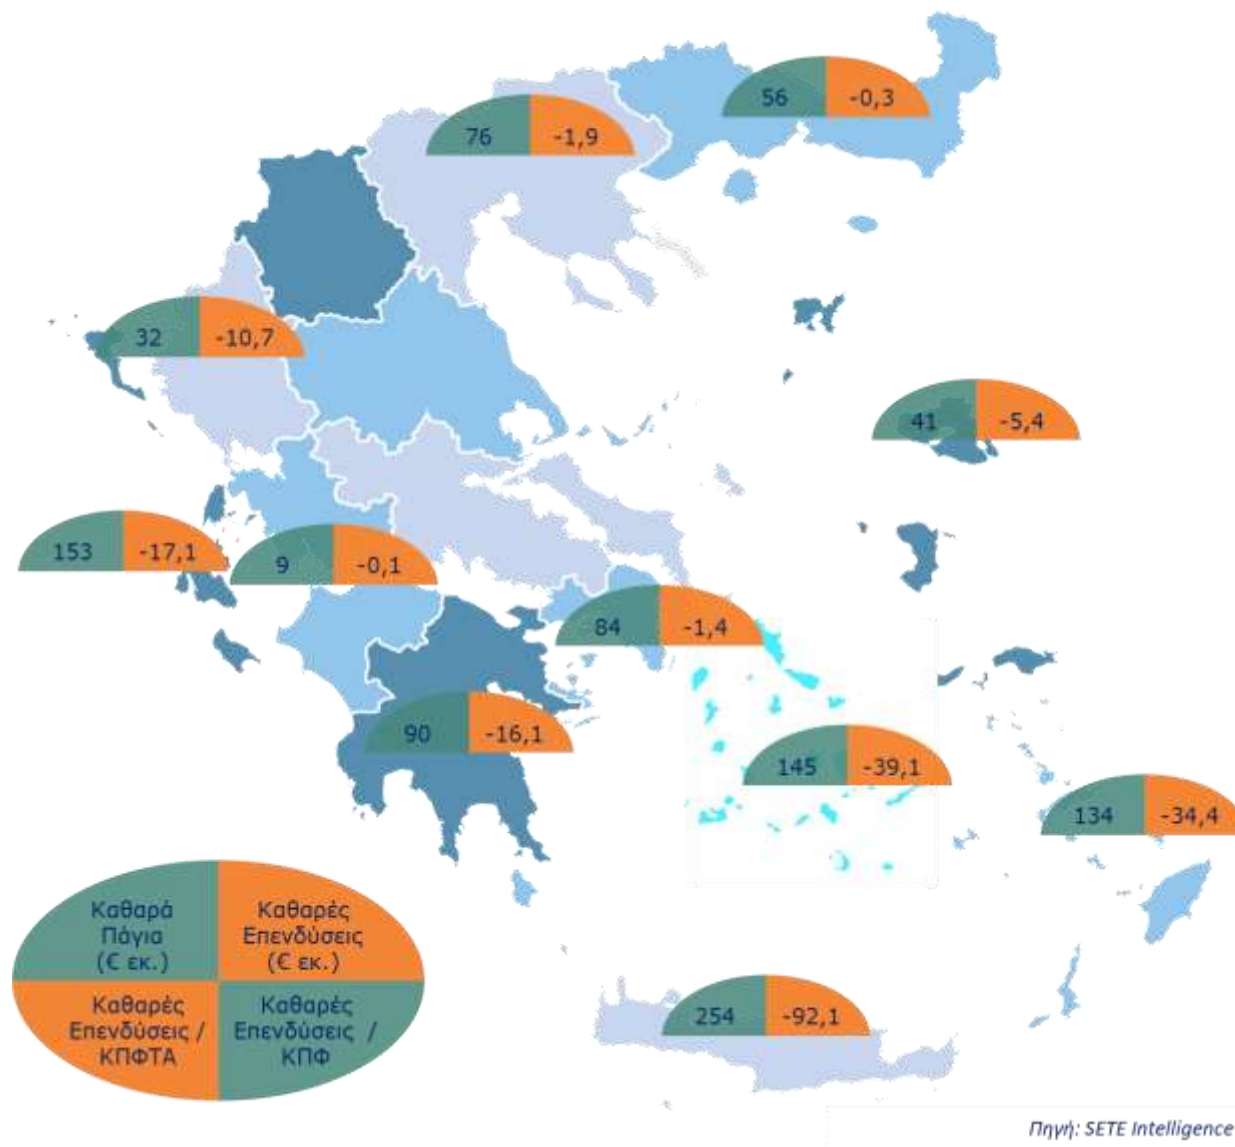 56 -0,3
76 -1,9
32 -10,7
41 -5,4
153 -17,1
9 -0,1
84 -1,4
90 -16,1
145 -39,1
134 -34,4
Καθαρά
Πάγια
(€ εκ.)
Καθαρές
Επενδύσεις
(€ εκ.)
Καθαρές
Επενδύσεις /
ΚΠΦΤΑ
Καθαρές
Επενδύσεις /
ΚΠΦ
254 -92,1
Πηγή: SETE Intelligence